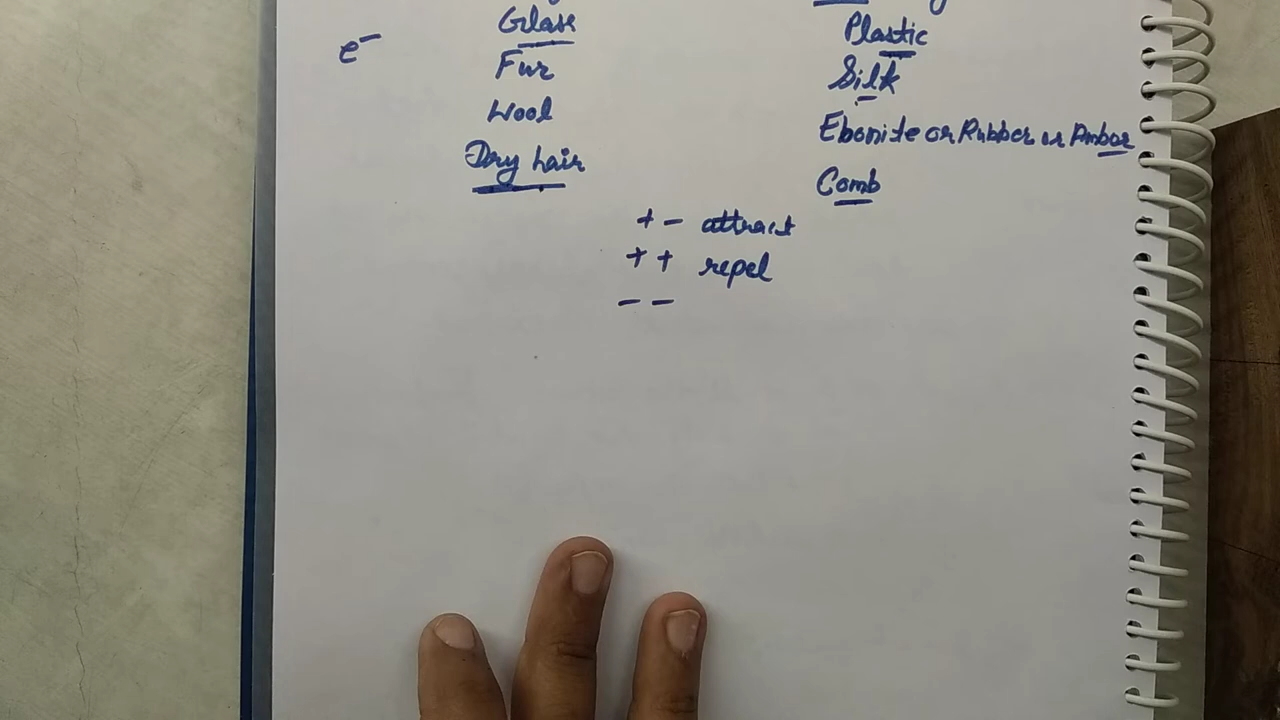 e⁻ Glass Plastic
Fur Silk
Wool Ebonite or Rubber or Amber
Dry hair Comb
+ − attract
+ + repel
− −